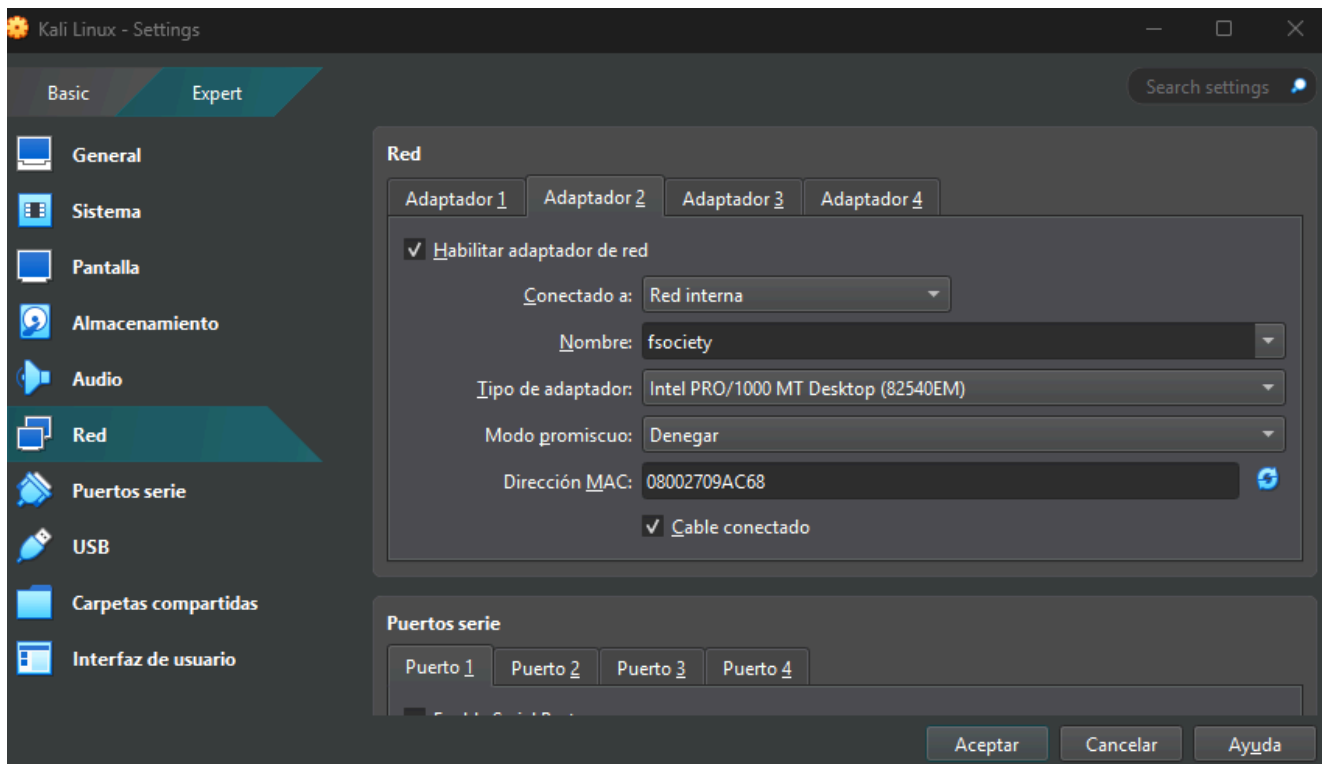 Kali Linux - Settings
Basic Expert Search settings
General
Sistema
Pantalla
Almacenamiento
Audio
Red
Puertos serie
USB
Carpetas compartidas
Interfaz de usuario
Red
Adaptador 1 Adaptador 2 Adaptador 3 Adaptador 4
Habilitar adaptador de red
Conectado a: Red interna
Nombre: fsociety
Tipo de adaptador: Intel PRO/1000 MT Desktop (82540EM)
Modo promiscuo: Denegar
Dirección MAC: 08002709AC68
Cable conectado
Puertos serie
Puerto 1 Puerto 2 Puerto 3 Puerto 4
Aceptar Cancelar Ayuda